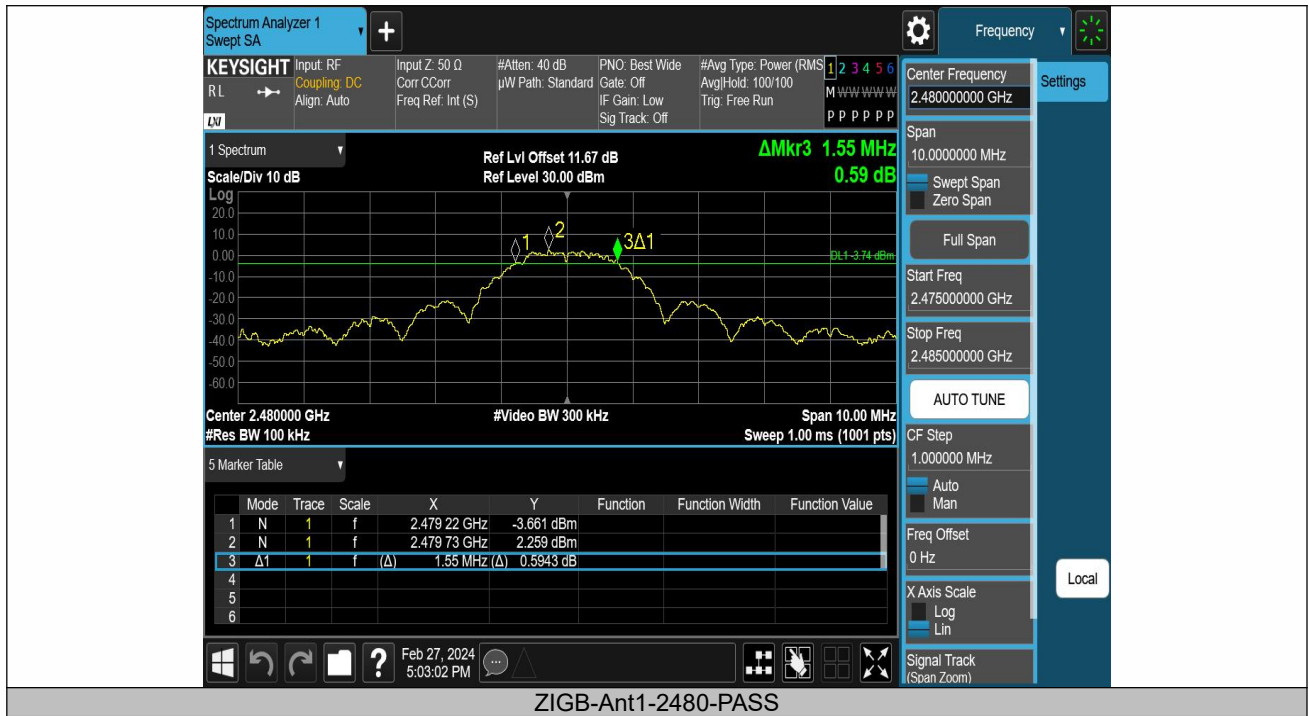 Spectrum Analyzer 1
Swept SA
+
Frequency
KEYSIGHT
R L
LXI
Input: RF
Coupling: DC
Align: Auto
Input Z: 50 Ω
Corr CCorr
Freq Ref: Int (S)
#Atten: 40 dB
µW Path: Standard
PNO: Best Wide
Gate: Off
IF Gain: Low
Sig Track: Off
#Avg Type: Power (RMS
Avg|Hold: 100/100
Trig: Free Run
1 2 3 4 5 6
M W W W W W
P P P P P P
1 Spectrum
Scale/Div 10 dB
Ref Lvl Offset 11.67 dB
Ref Level 30.00 dBm
ΔMkr3 1.55 MHz
0.59 dB
Log
20.0
10.0
0.00
-10.0
-20.0
-30.0
-40.0
-50.0
-60.0
1
2
3Δ1
DL1 -3.74 dBm
Center 2.480000 GHz
#Res BW 100 kHz
#Video BW 300 kHz
Span 10.00 MHz
Sweep 1.00 ms (1001 pts)
5 Marker Table
Mode Trace Scale X Y Function Function Width Function Value
1 N 1 f 2.479 22 GHz -3.661 dBm
2 N 1 f 2.479 73 GHz 2.259 dBm
3 Δ1 1 f (Δ) 1.55 MHz (Δ) 0.5943 dB
4
5
6
?
Feb 27, 2024
5:03:02 PM
Center Frequency
2.480000000 GHz
Settings
Span
10.0000000 MHz
Swept Span
Zero Span
Full Span
Start Freq
2.475000000 GHz
Stop Freq
2.485000000 GHz
AUTO TUNE
CF Step
1.000000 MHz
Auto
Man
Freq Offset
0 Hz
X Axis Scale
Log
Lin
Local
Signal Track
(Span Zoom)
ZIGB-Ant1-2480-PASS